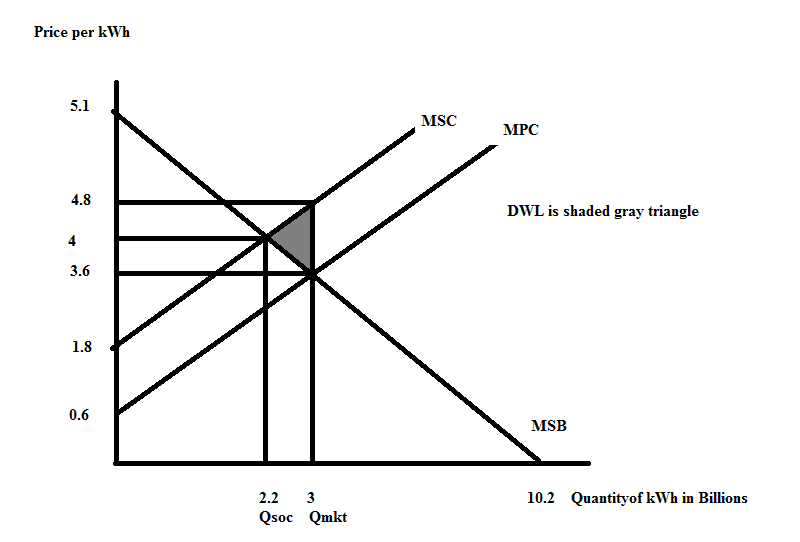 Price per kWh
5.1
MSC
MPC
4.8
DWL is shaded gray triangle
4
3.6
1.8
0.6
MSB
2.2 3 10.2 Quantityof kWh in Billions
Qsoc Qmkt